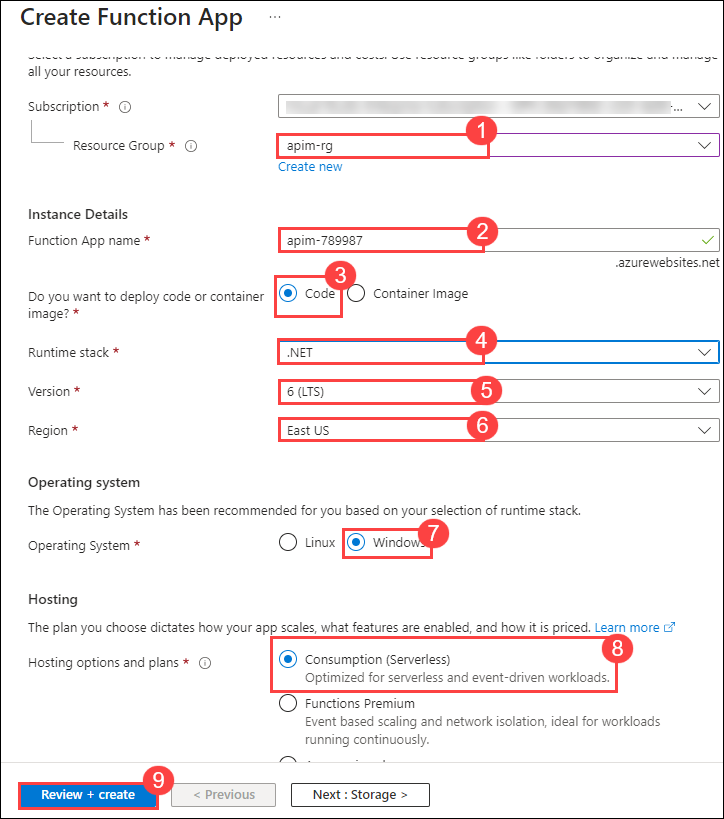 Create Function App ...
Select a subscription to manage deployed resources and costs. Use resource groups like folders to organize and manage
all your resources.
Subscription *
...
1
Resource Group *
apim-rg
Create new
Instance Details
2
Function App name *
apim-789987
.azurewebsites.net
3
Do you want to deploy code or container
image? *
Code
Container Image
4
Runtime stack *
.NET
Version *
6 (LTS)
5
Region *
East US
6
Operating system
The Operating System has been recommended for you based on your selection of runtime stack.
7
Operating System *
Linux
Windows
Hosting
The plan you choose dictates how your app scales, what features are enabled, and how it is priced. Learn more
8
Hosting options and plans *
Consumption (Serverless)
Optimized for serverless and event-driven workloads.
Functions Premium
Event based scaling and network isolation, ideal for workloads
running continuously.
9
Review + create
< Previous
Next : Storage >